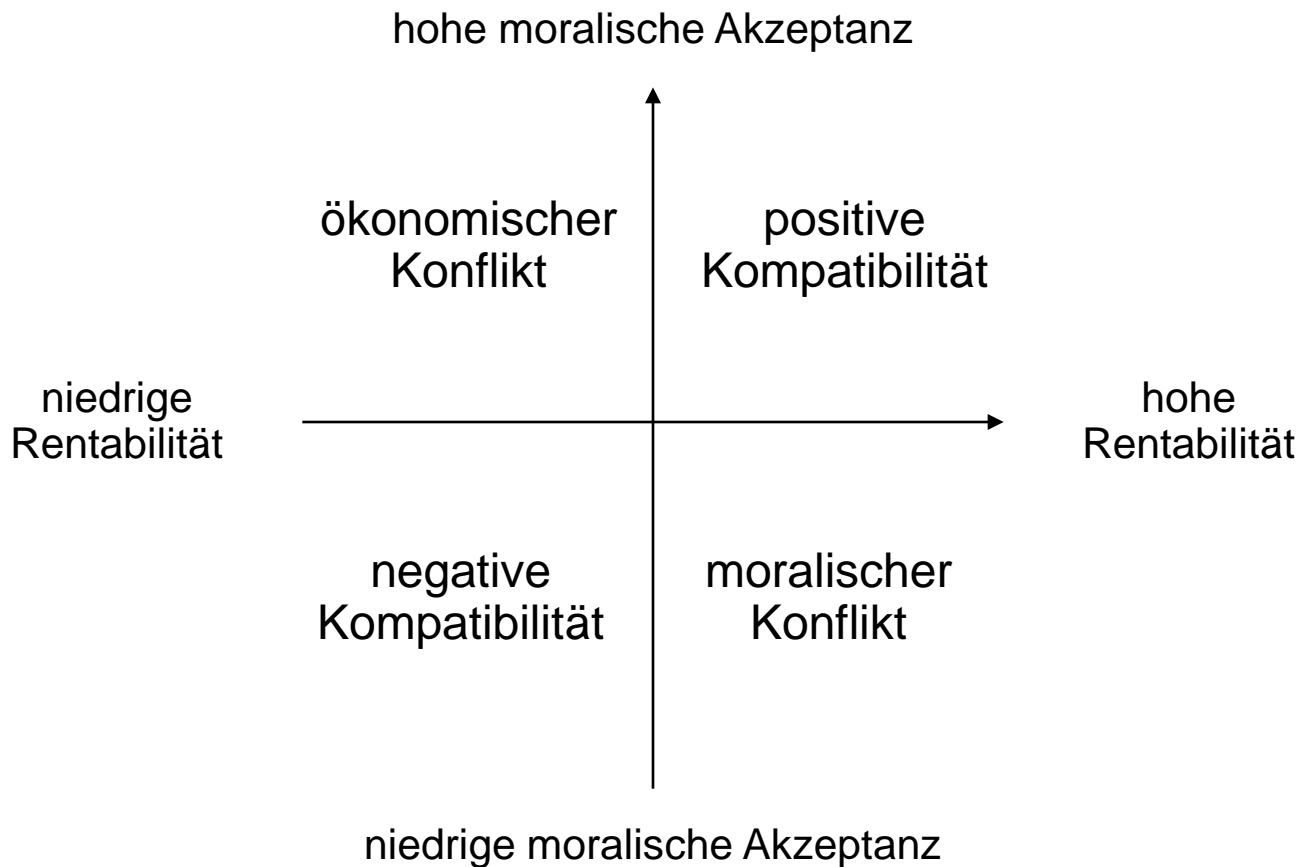 hohe moralische Akzeptanz
ökonomischer
Konflikt
positive
Kompatibilität
niedrige
Rentabilität
hohe
Rentabilität
negative
Kompatibilität
moralischer
Konflikt
niedrige moralische Akzeptanz